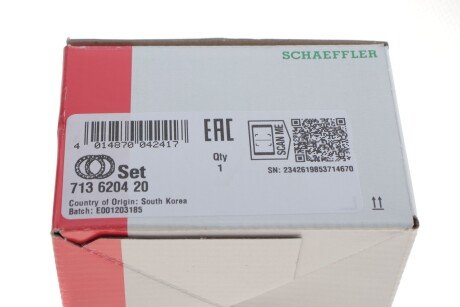 SCHAEFFLER
4 014870 042417
EAC
Qty
1
SCAN ME
SN: 2342619853714670
Set
713 6204 20
Country of Origin: South Korea
Batch: E001203185